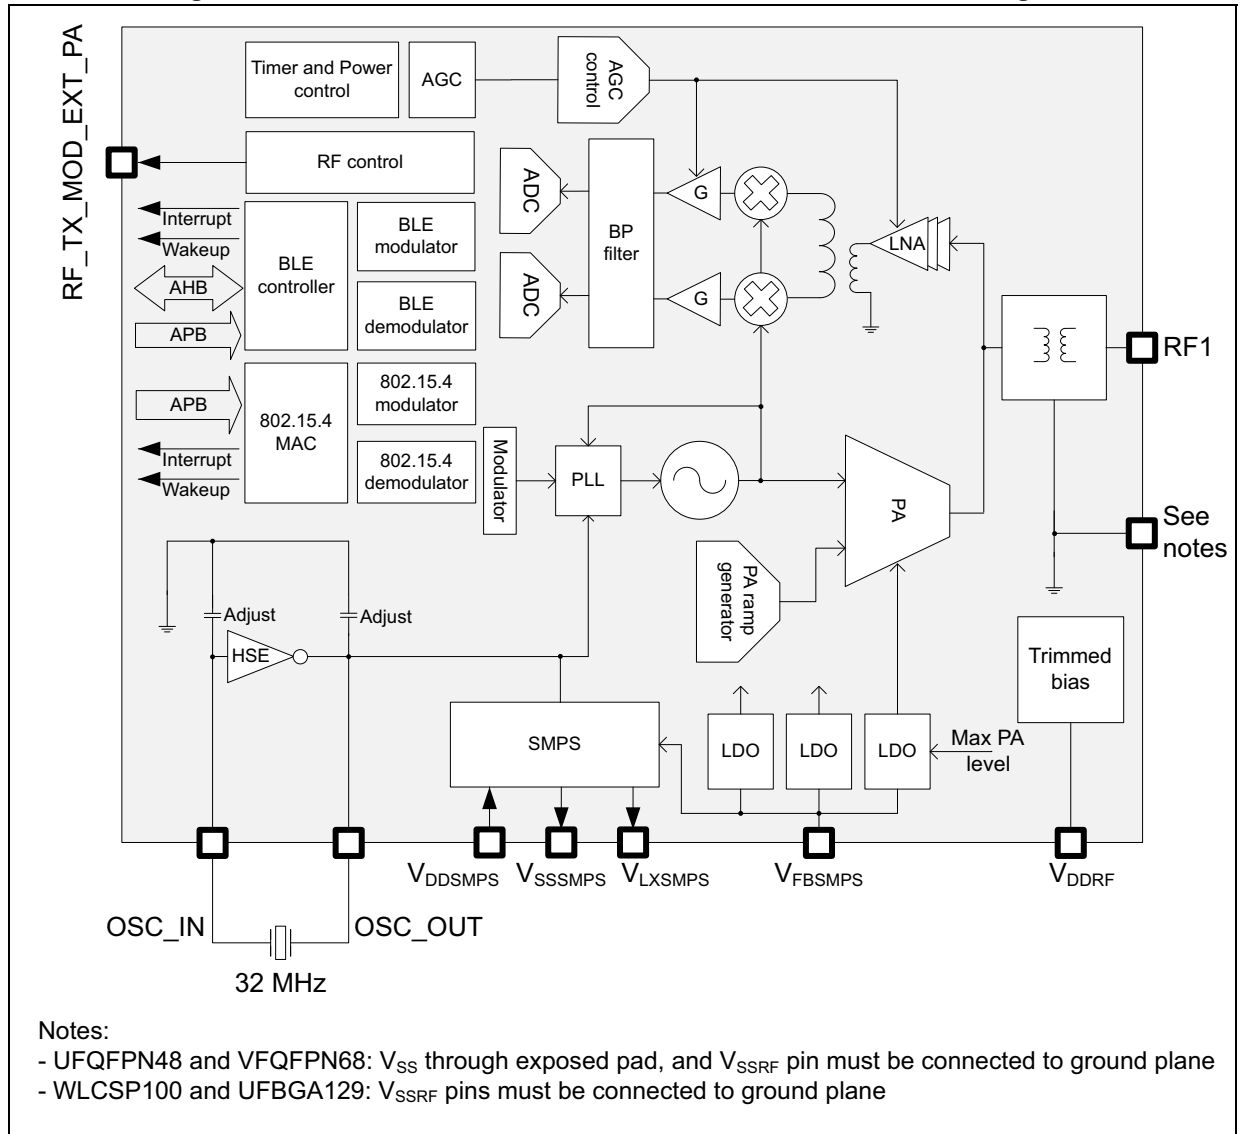 RF_TX_MOD_EXT_PA
Timer and Power
control
AGC
AGC
control
RF control
ADC
ADC
BP
filter
G
G
LNA
Interrupt
Wakeup
AHB
APB
BLE
controller
BLE
modulator
BLE
demodulator
APB
Interrupt
Wakeup
802.15.4
MAC
802.15.4
modulator
802.15.4
demodulator
Modulator
PLL
PA
RF1
See
notes
PA ramp
generator
Adjust
Adjust
HSE
SMPS
LDO
LDO
LDO
Max PA
level
Trimmed
bias
VDDSMPS
VSSSMPS
VLXSMPS
VFBSMPS
VDDRF
OSC_IN
OSC_OUT
32 MHz
Notes:
- UFQFPN48 and VFQFPN68: VSS through exposed pad, and VSSRF pin must be connected to ground plane
- WLCSP100 and UFBGA129: VSSRF pins must be connected to ground plane